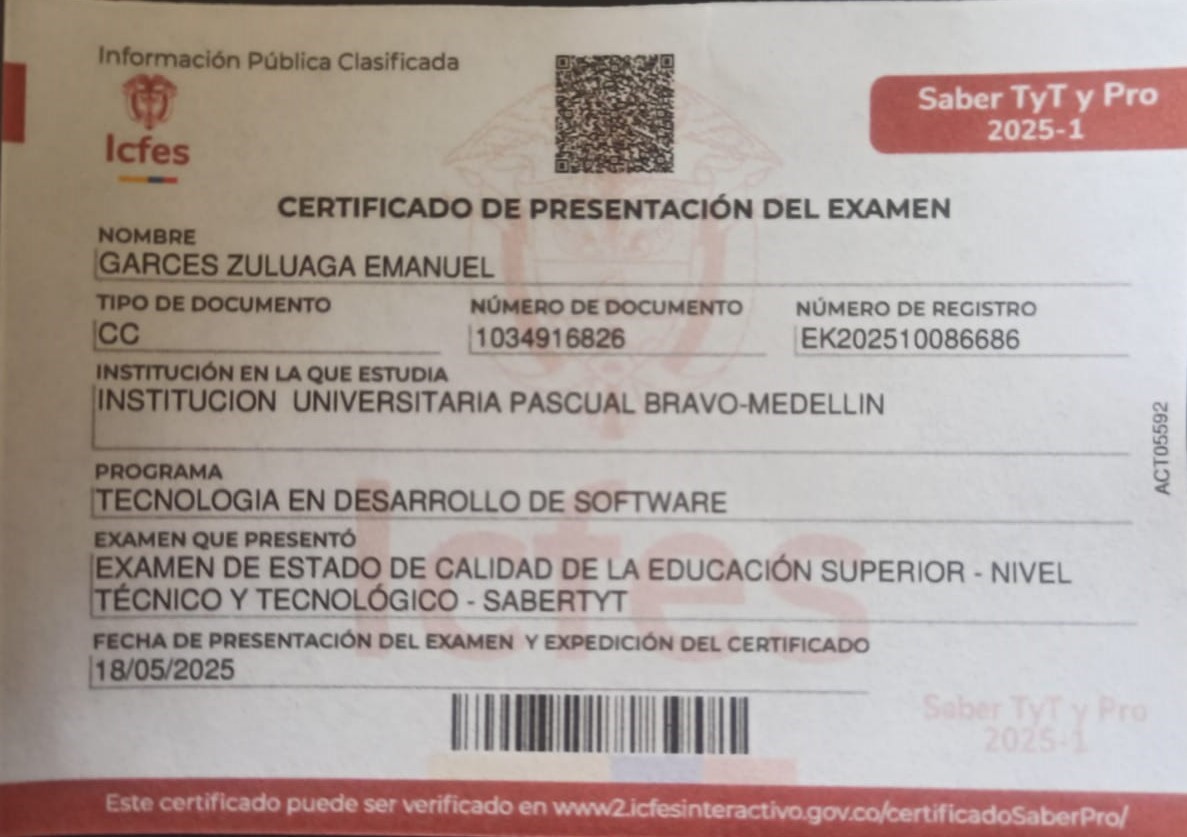 Información Pública Clasificada
Icfes
Saber TyT y Pro
2025-1
CERTIFICADO DE PRESENTACIÓN DEL EXAMEN
NOMBRE
GARCES ZULUAGA EMANUEL
TIPO DE DOCUMENTO
CC
NÚMERO DE DOCUMENTO
1034916826
NÚMERO DE REGISTRO
EK202510086686
INSTITUCIÓN EN LA QUE ESTUDIA
INSTITUCION UNIVERSITARIA PASCUAL BRAVO-MEDELLIN
PROGRAMA
TECNOLOGIA EN DESARROLLO DE SOFTWARE
EXAMEN QUE PRESENTÓ
EXAMEN DE ESTADO DE CALIDAD DE LA EDUCACIÓN SUPERIOR - NIVEL
TÉCNICO Y TECNOLÓGICO - SABERTYT
FECHA DE PRESENTACIÓN DEL EXAMEN Y EXPEDICIÓN DEL CERTIFICADO
18/05/2025
ACT05592
Icfes
Saber TyT y Pro
2025-1
Este certificado puede ser verificado en www2.icfesinteractivo.gov.co/certificadoSaberPro/